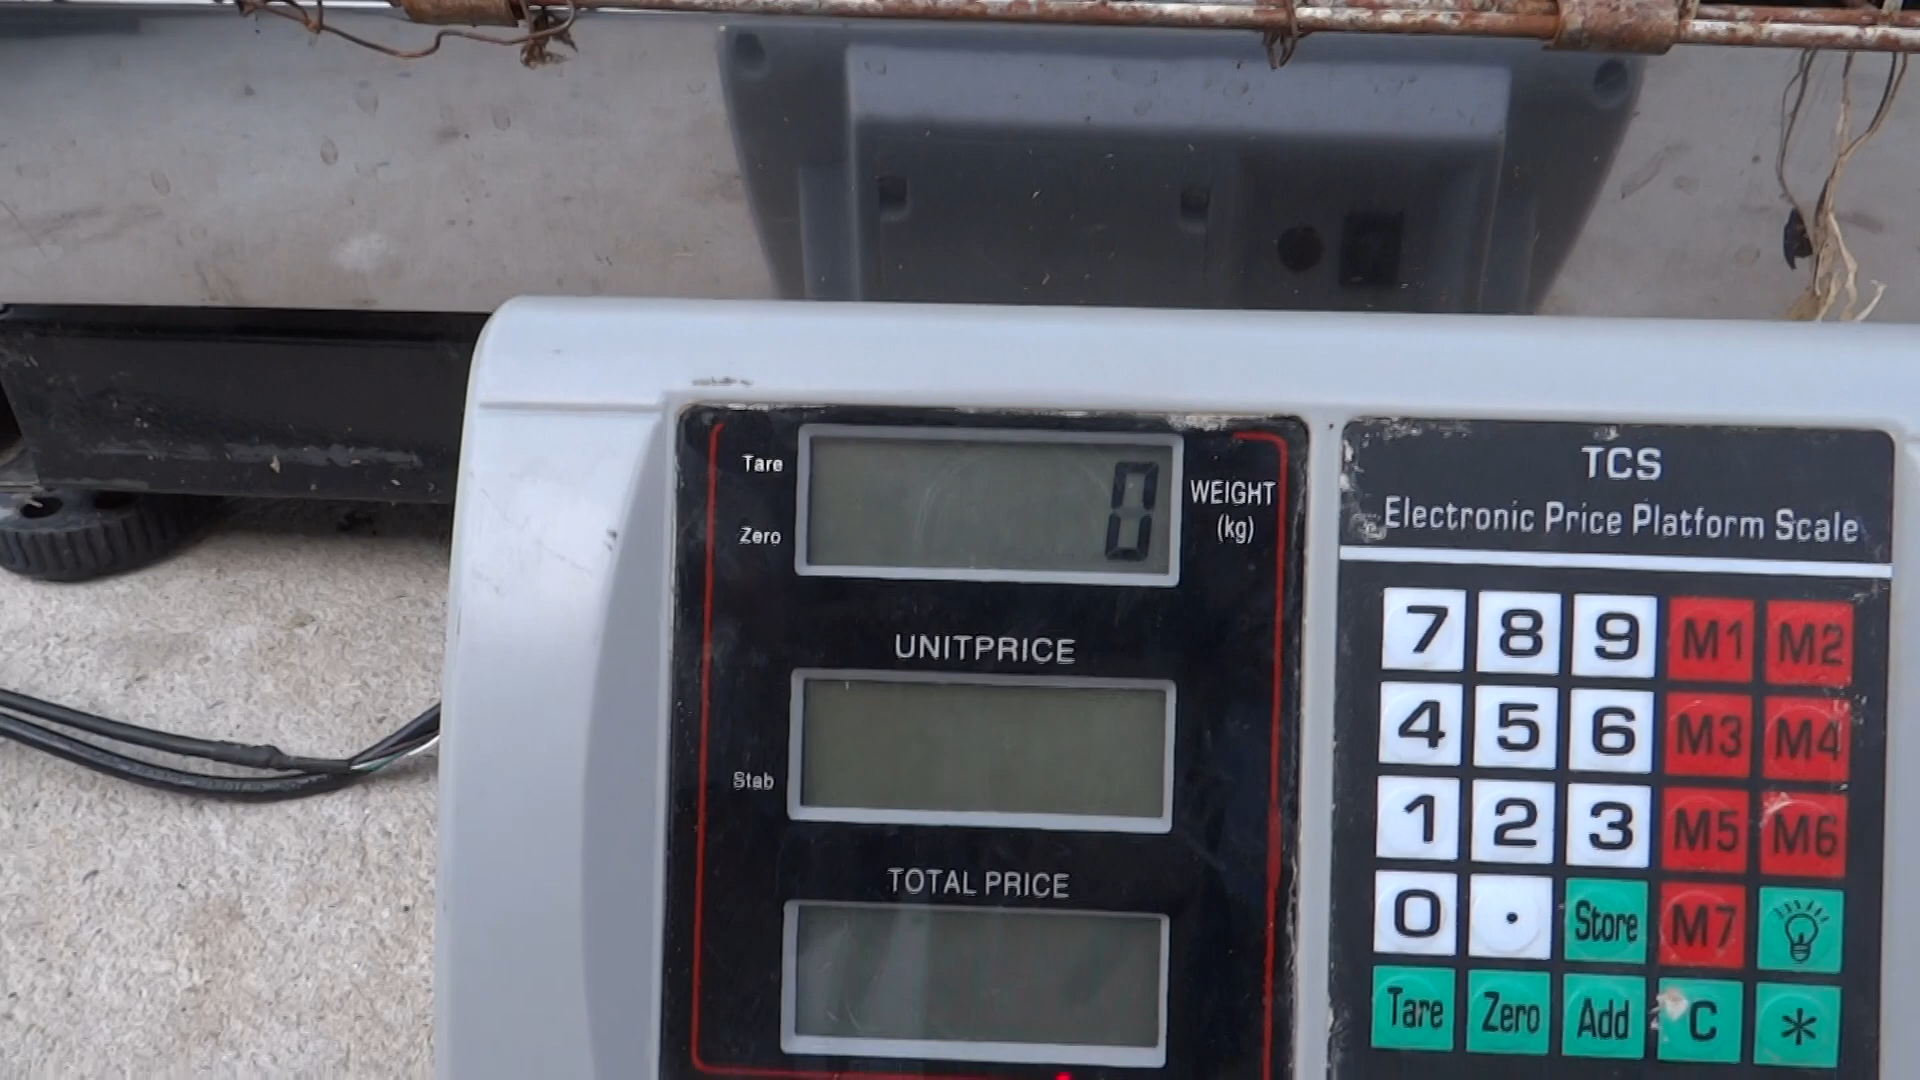 Tare
Zero
0
WEIGHT
(kg)
UNITPRICE
Stab
TOTAL PRICE
TCS
Electronic Price Platform Scale
7 8 9 M1 M2
4 5 6 M3 M4
1 2 3 M5 M6
0 . Store M7
Tare Zero Add C *